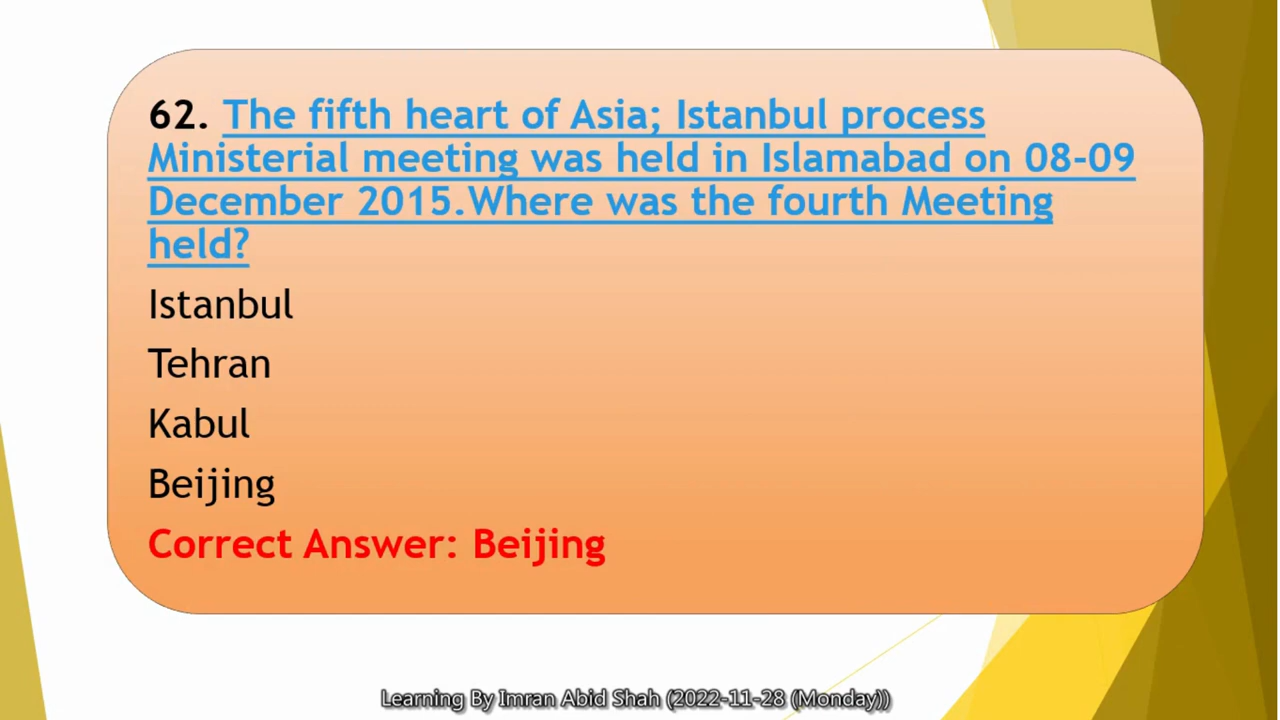 62. The fifth heart of Asia; Istanbul process
Ministerial meeting was held in Islamabad on 08-09
December 2015.Where was the fourth Meeting
held?
Istanbul
Tehran
Kabul
Beijing
Correct Answer: Beijing
Learning By Imran Abid Shah (2022-11-28 (Monday))